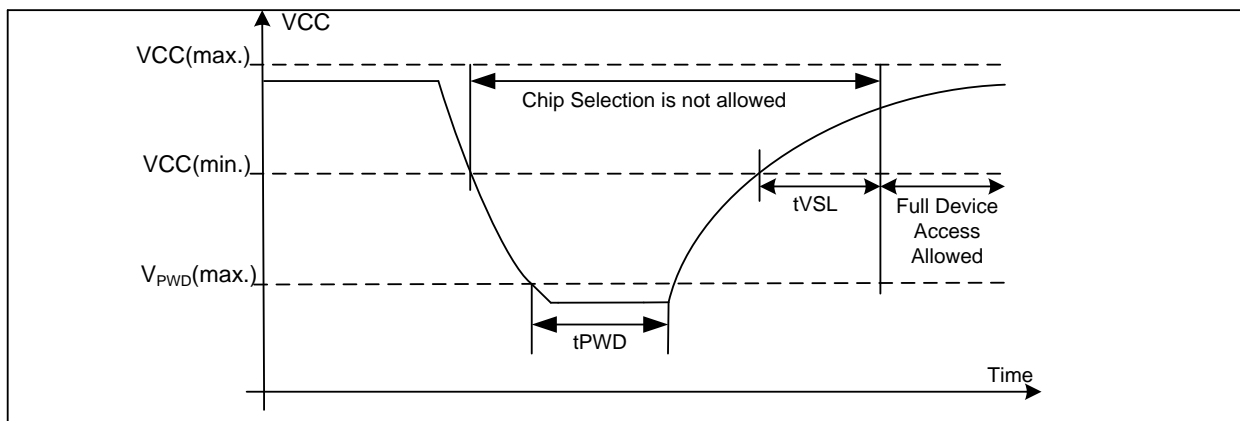 VCC
VCC(max.)
Chip Selection is not allowed
VCC(min.)
tVSL
Full Device
Access
Allowed
VPWD(max.)
tPWD
Time